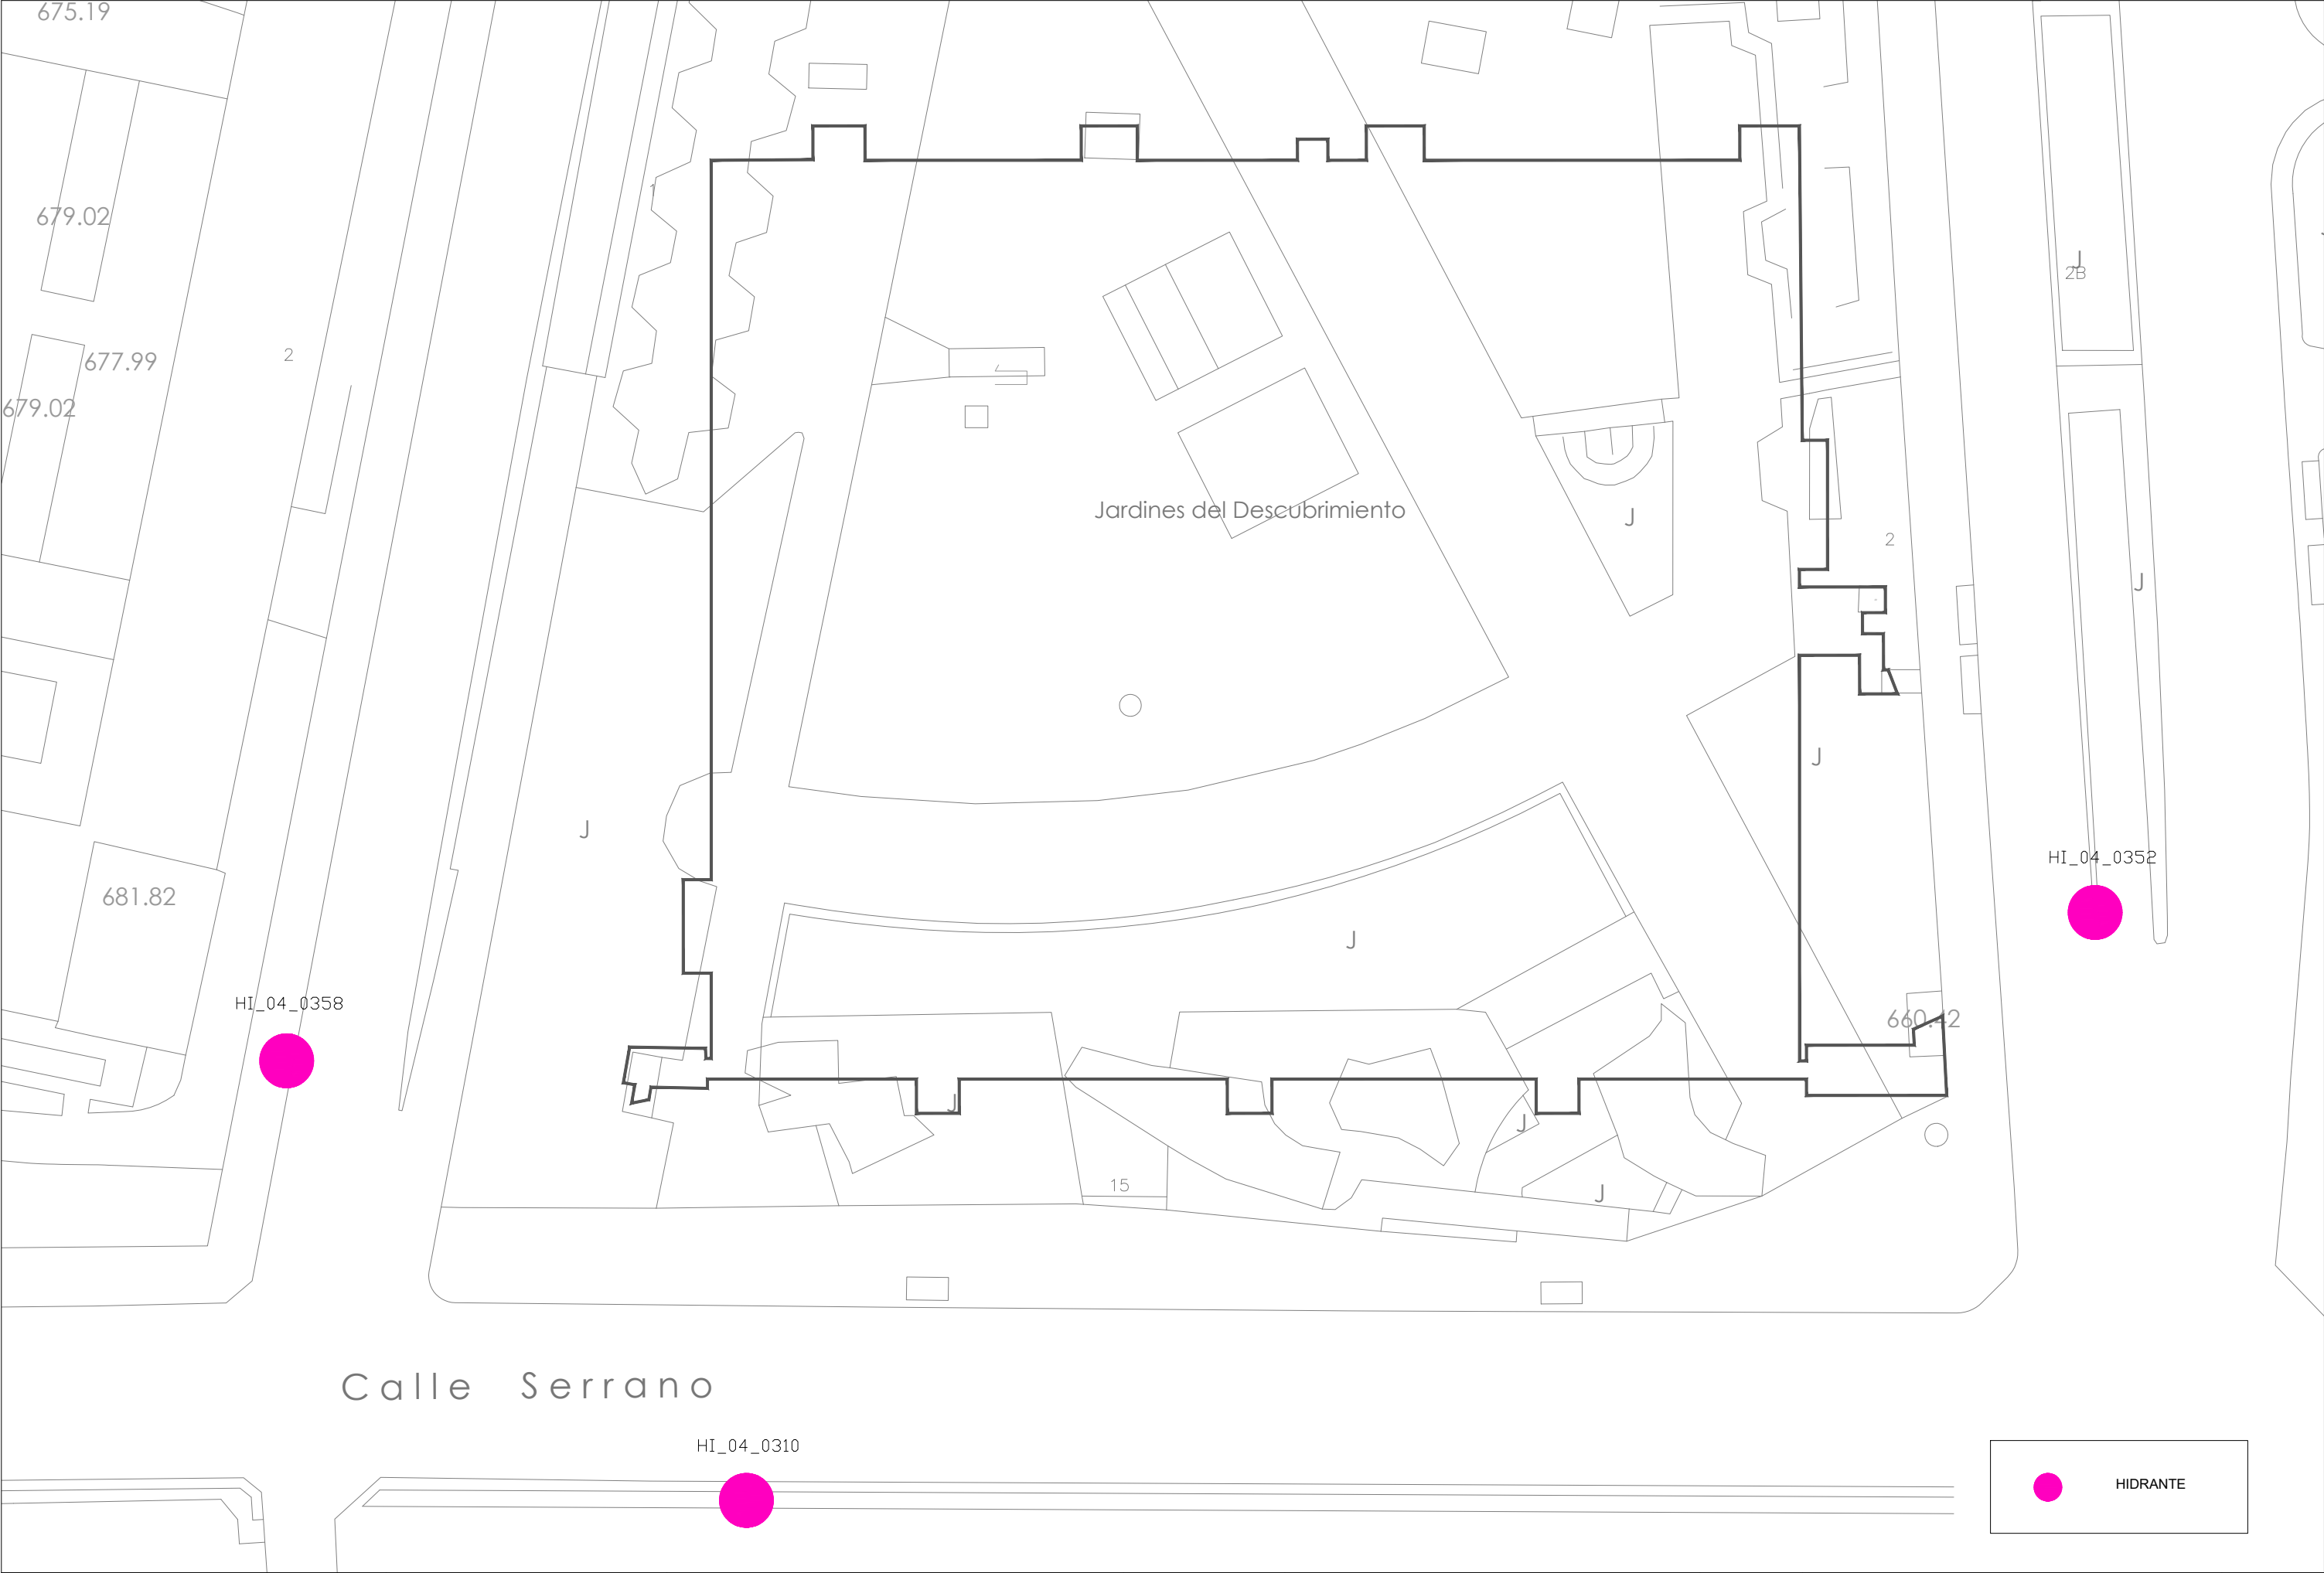 675.19
679.02
2
677.99
679.02
J
2B
Jardines del Descubrimiento
J
2
J
J
J
HI_04_0352
681.82
J
HI_04_0358
660.42
J
J
15
J
Calle Serrano
HI_04_0310
HIDRANTE